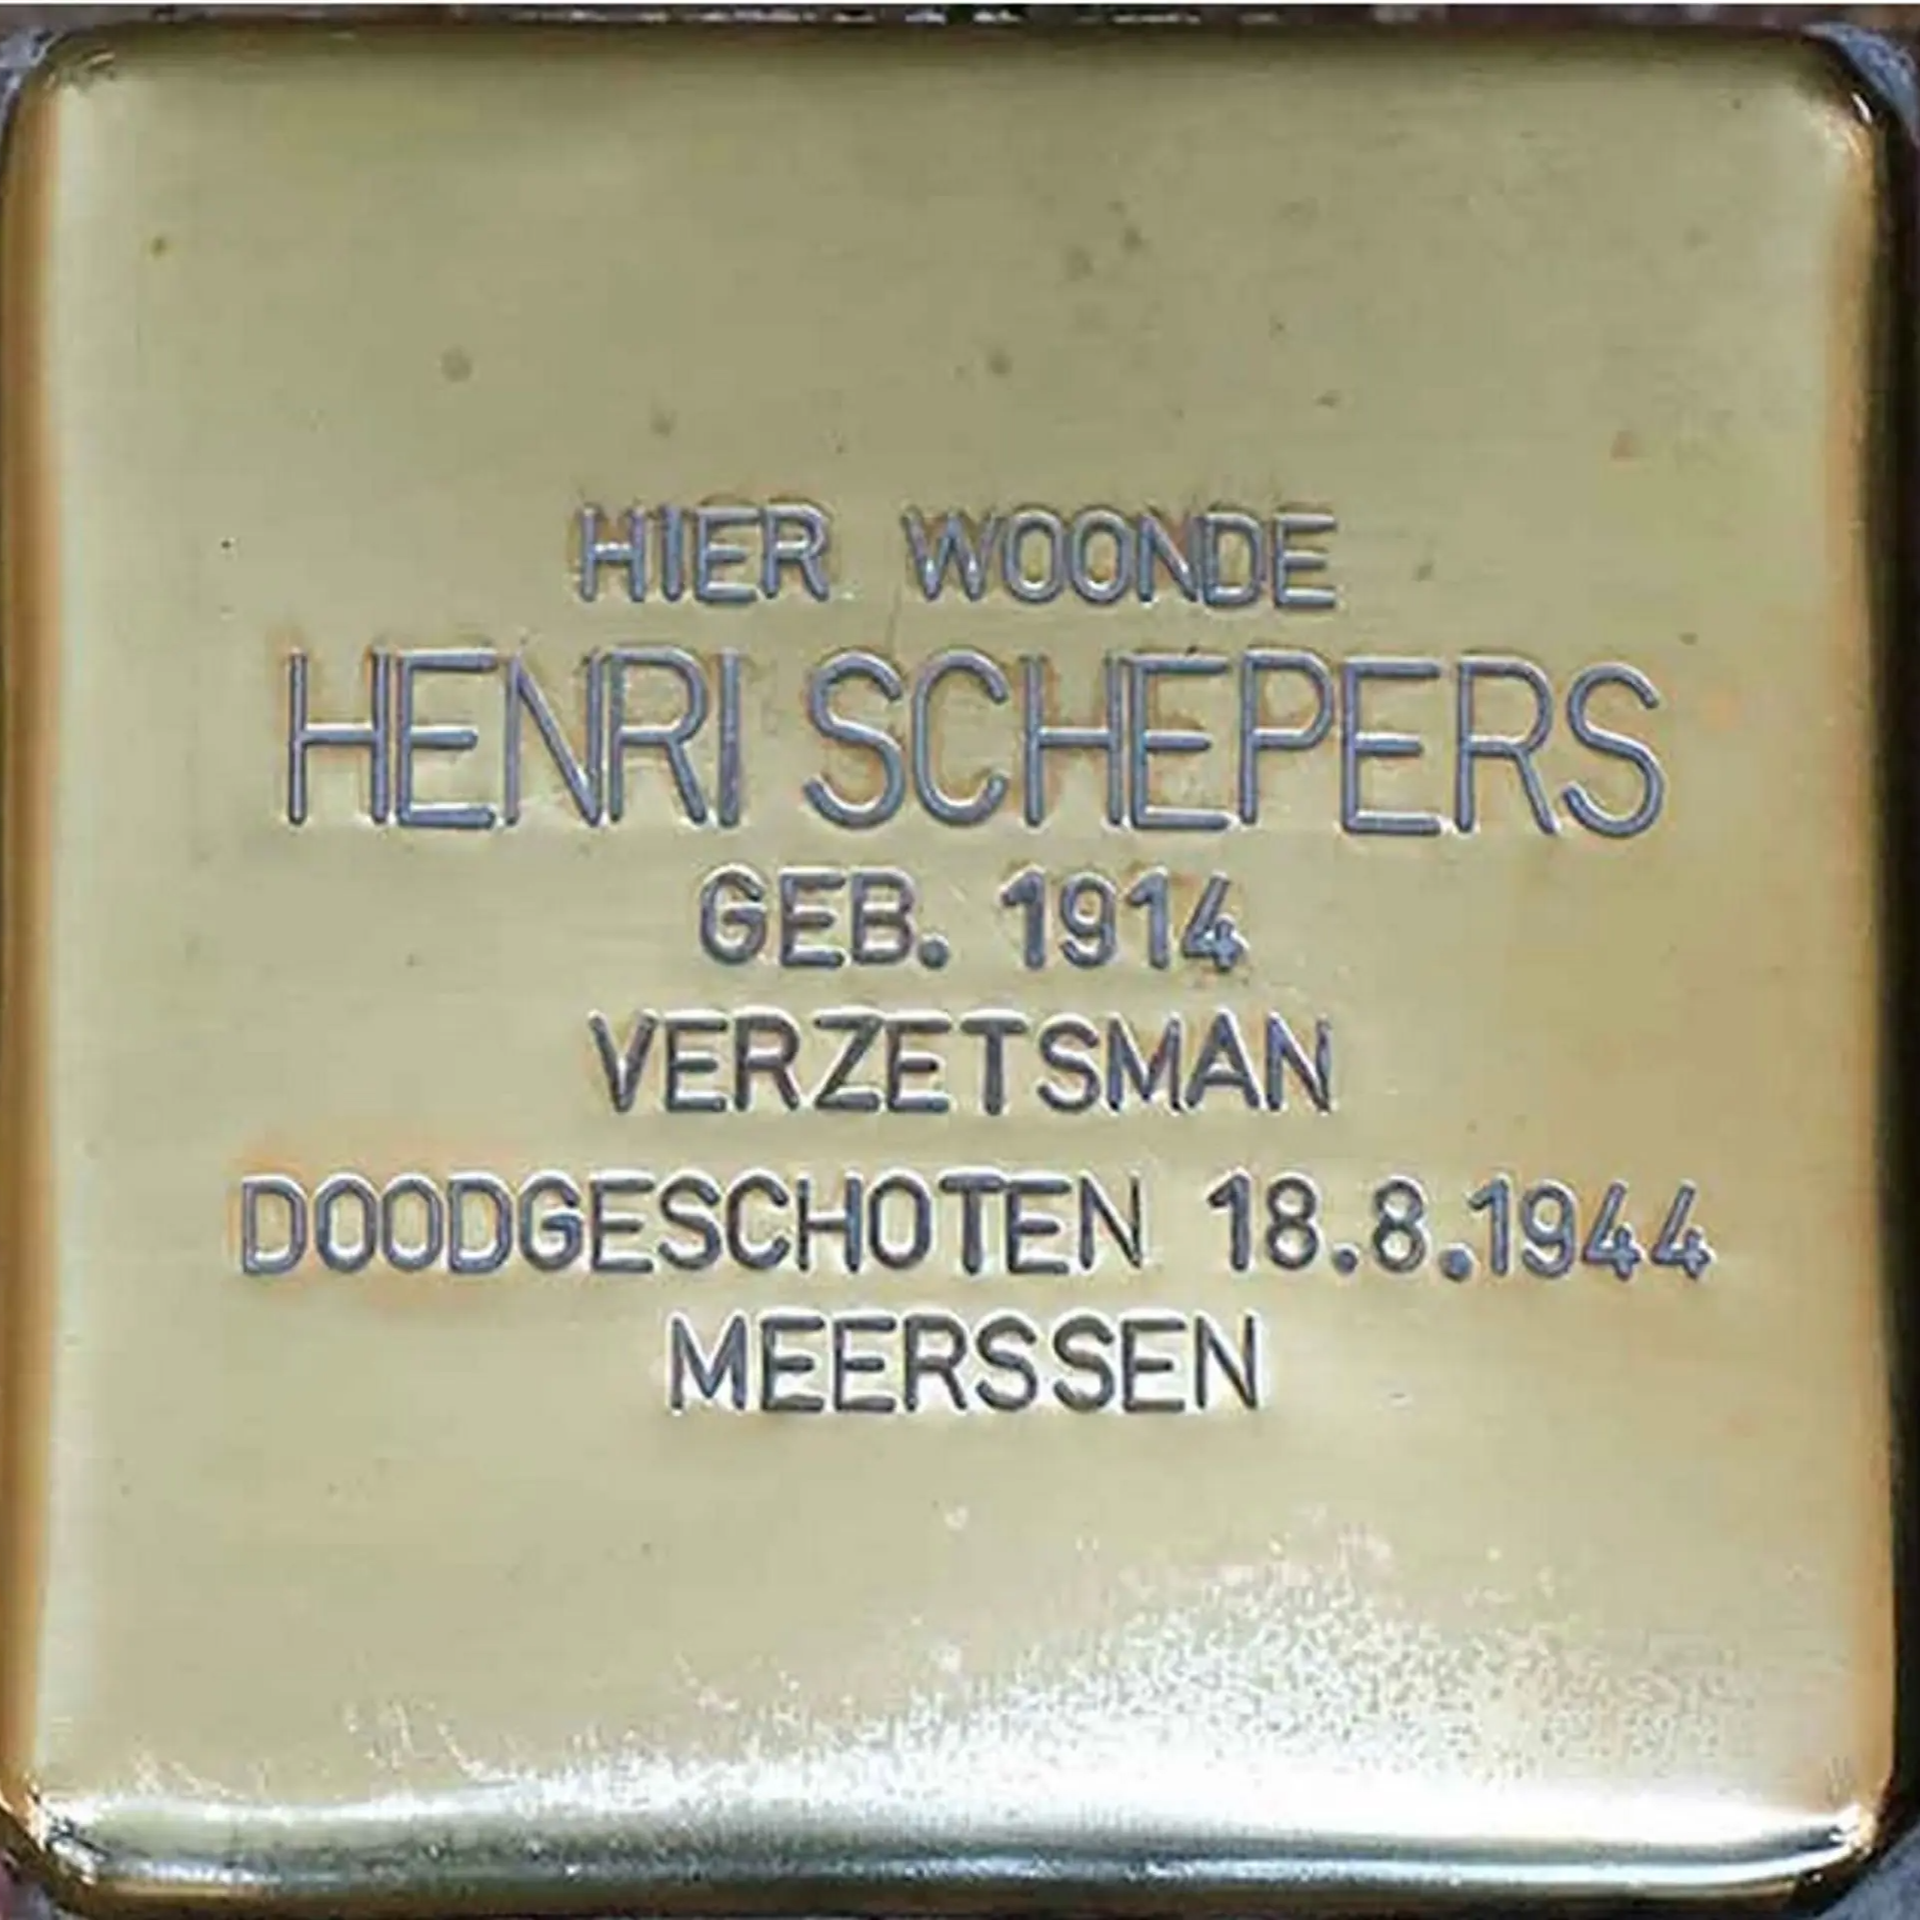 HIER WOONDE
HENRI SCHEPERS
GEB. 1914
VERZETSMAN
DOODGESCHOTEN 18.8.1944
MEERSSEN